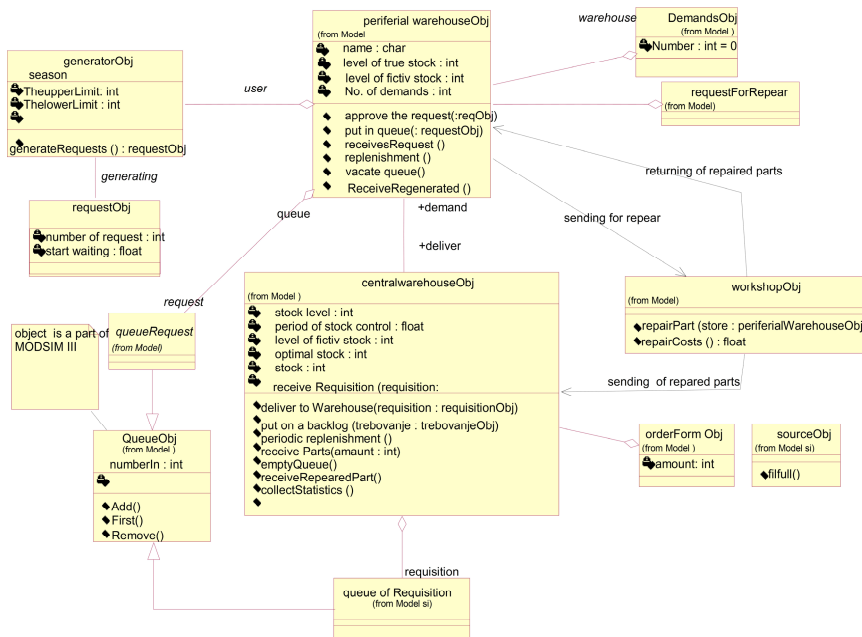 periferial warehouseObj
(from Model
name : char
level of true stock : int
level of fictiv stock : int
No. of demands : int
approve the request(:reqObj)
put in queue(: requestObj)
receivesRequest ()
replenishment ()
vacate queue()
ReceiveRegenerated ()
warehouse
DemandsObj
(from Model )
Number : int = 0
requestForRepear
(from Model)
generatorObj
season
TheupperLimit: int
ThelowerLimit : int
generateRequests () : requestObj
user
generating
requestObj
number of request : int
start waiting : float
queue
+demand
+deliver
returning of repaired parts
sending for repear
request
queueRequest
(from Model)
object is a part of
MODSIM III
centralwarehouseObj
(from Model )
stock level : int
period of stock control : float
level of fictiv stock : int
optimal stock : int
stock : int
receive Requisition (requisition:
deliver to Warehouse(requisition : requisitionObj)
put on a backlog (trebovanje : trebovanjeObj)
periodic replenishment ()
receive Parts(amaunt : int)
emptyQueue()
receiveRepearedPart()
collectStatistics ()
workshopObj
(from Model)
repairPart (store : periferialWarehouseObj
repairCosts () : float
sending of repared parts
QueueObj
(from Model )
numberIn : int
Add()
First()
Remove()
orderForm Obj
(from Model )
amount: int
sourceObj
(from Model si)
filfull()
requisition
queue of Requisition
(from Model si)